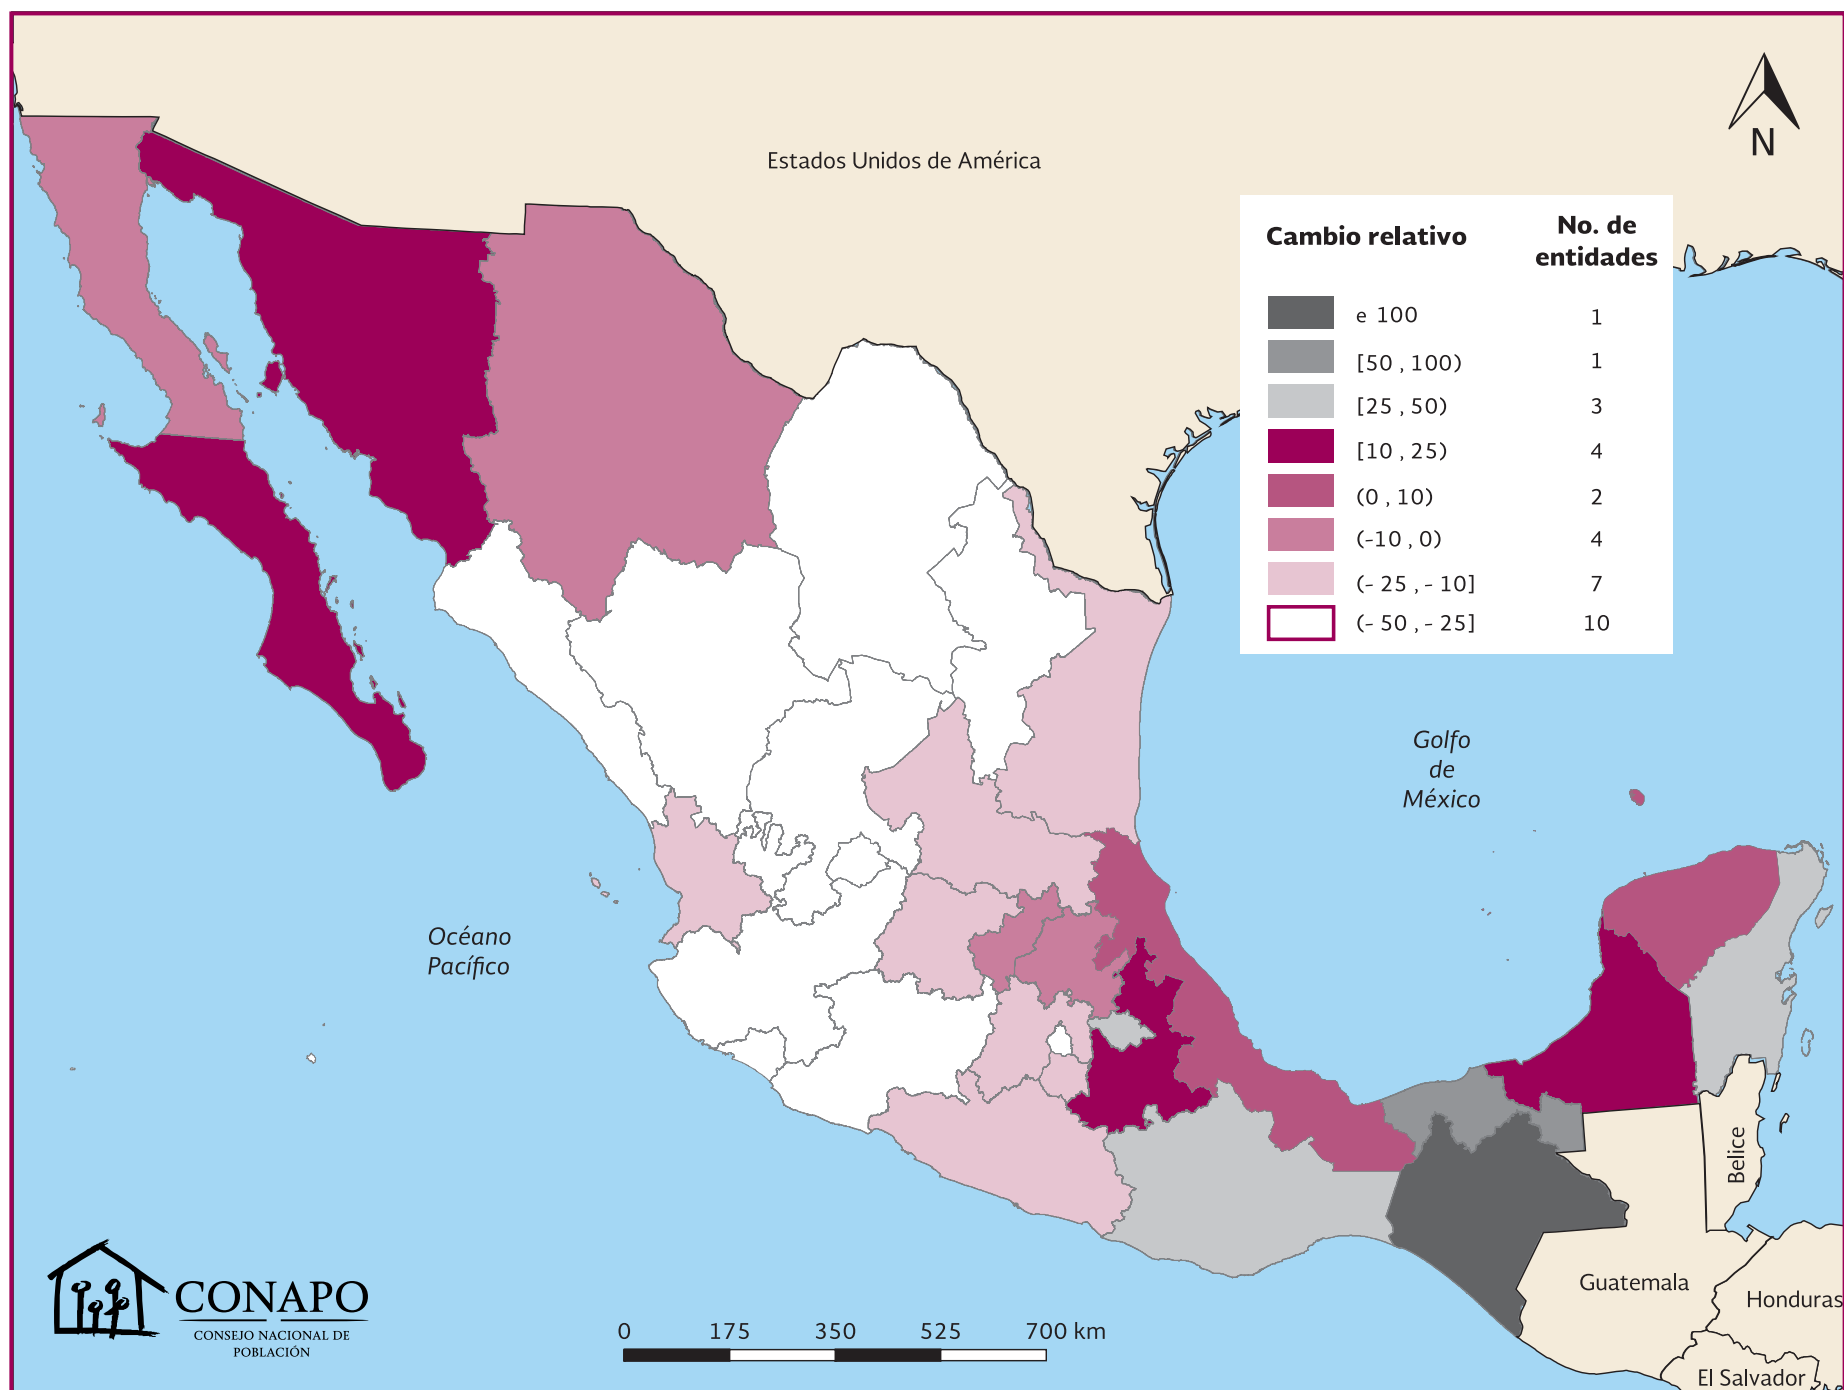 Estados Unidos de América
N
Cambio relativo
No. de
entidades
e 100 1
[50 , 100) 1
[25 , 50) 3
[10 , 25) 4
(0 , 10) 2
(-10 , 0) 4
(- 25 , - 10] 7
(- 50 , - 25] 10
Golfo
de
México
Océano
Pacífico
Belice
Guatemala
Honduras
El Salvador
CONAPO
CONSEJO NACIONAL DE
POBLACIÓN
0 175 350 525 700 km